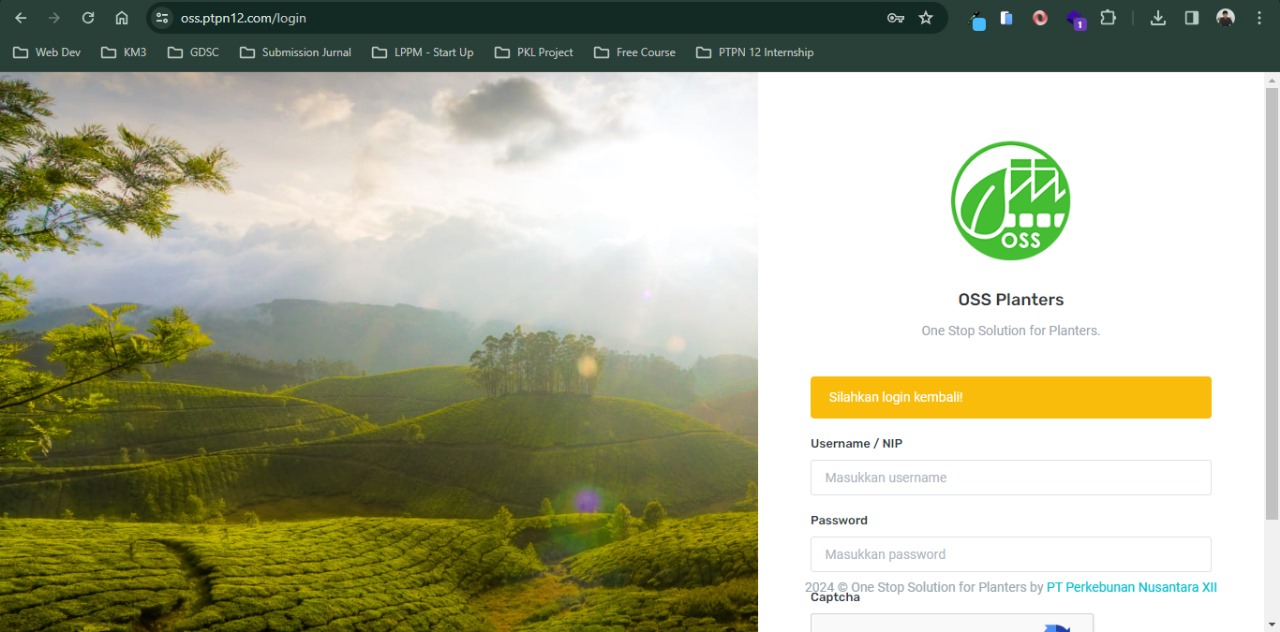 oss.ptpn12.com/login
1
Web Dev
KM3
GDSC
Submission Jurnal
LPPM - Start Up
PKL Project
Free Course
PTPN 12 Internship
OSS
OSS Planters
One Stop Solution for Planters.
Silahkan login kembali!
Username / NIP
Masukkan username
Password
Masukkan password
2024 © One Stop Solution for Planters by PT Perkebunan Nusantara XII
Captcha